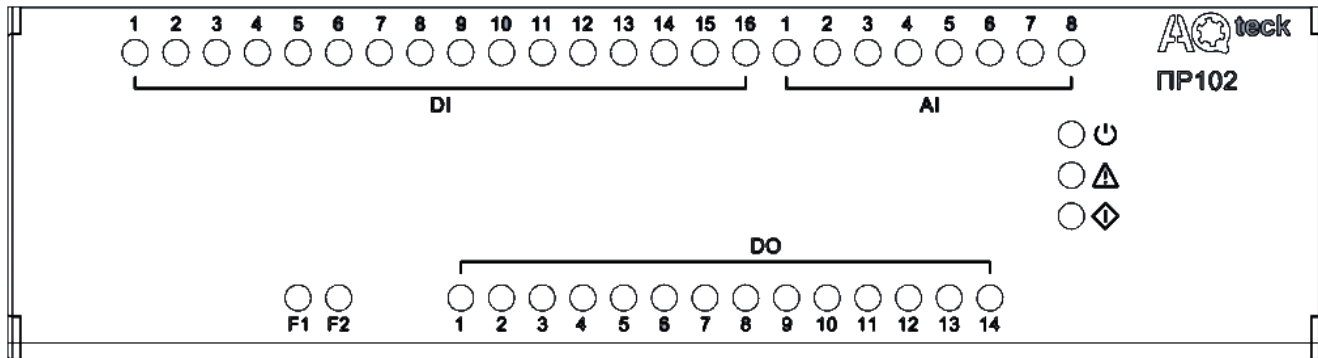 1 2 3 4 5 6 7 8 9 10 11 12 13 14 15 16 1 2 3 4 5 6 7 8
AQteck
DI AI
ПР102
DO
F1 F2 1 2 3 4 5 6 7 8 9 10 11 12 13 14